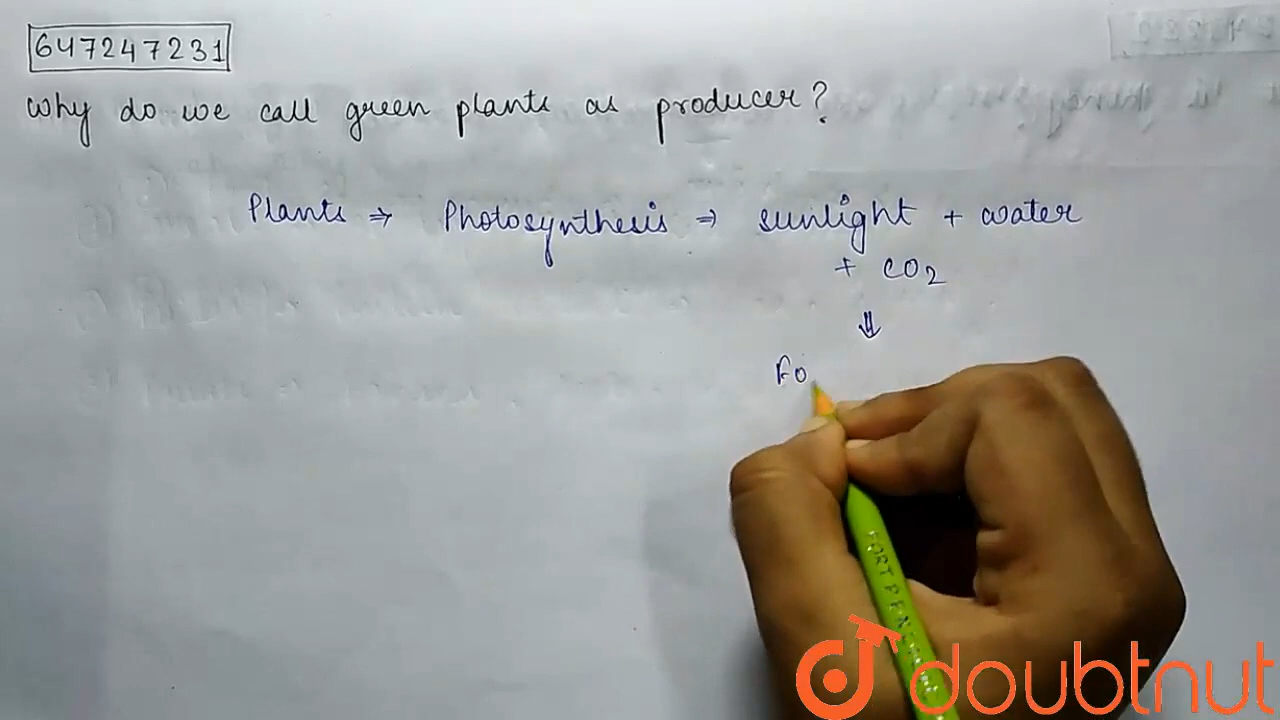 647247231
Why do we call green plants as producer?
Plants ⇒ Photosynthesis ⇒ sunlight + water
+ CO2
⇓
Fo
doubtnut